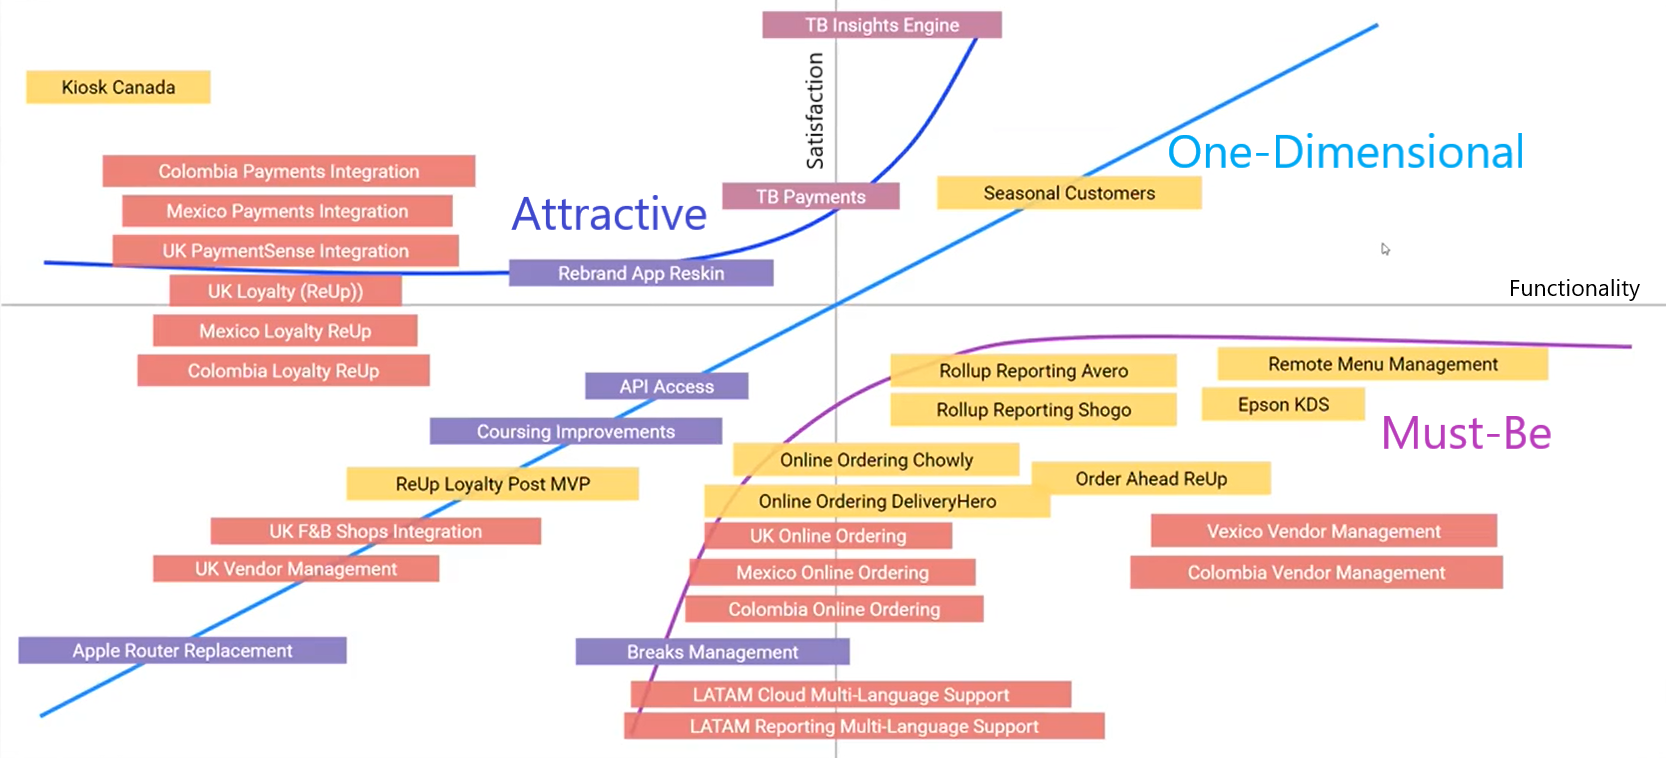 TB Insights Engine
Kiosk Canada
Satisfaction
One-Dimensional
Colombia Payments Integration
TB Payments
Seasonal Customers
Mexico Payments Integration
Attractive
UK PaymentSense Integration
Rebrand App Reskin
UK Loyalty (ReUp))
Functionality
Mexico Loyalty ReUp
Colombia Loyalty ReUp
API Access
Rollup Reporting Avero
Remote Menu Management
Rollup Reporting Shogo
Epson KDS
Coursing Improvements
Must-Be
Online Ordering Chowly
ReUp Loyalty Post MVP
Order Ahead ReUp
Online Ordering DeliveryHero
UK F&B Shops Integration
UK Online Ordering
Vexico Vendor Management
UK Vendor Management
Mexico Online Ordering
Colombia Vendor Management
Colombia Online Ordering
Apple Router Replacement
Breaks Management
LATAM Cloud Multi-Language Support
LATAM Reporting Multi-Language Support